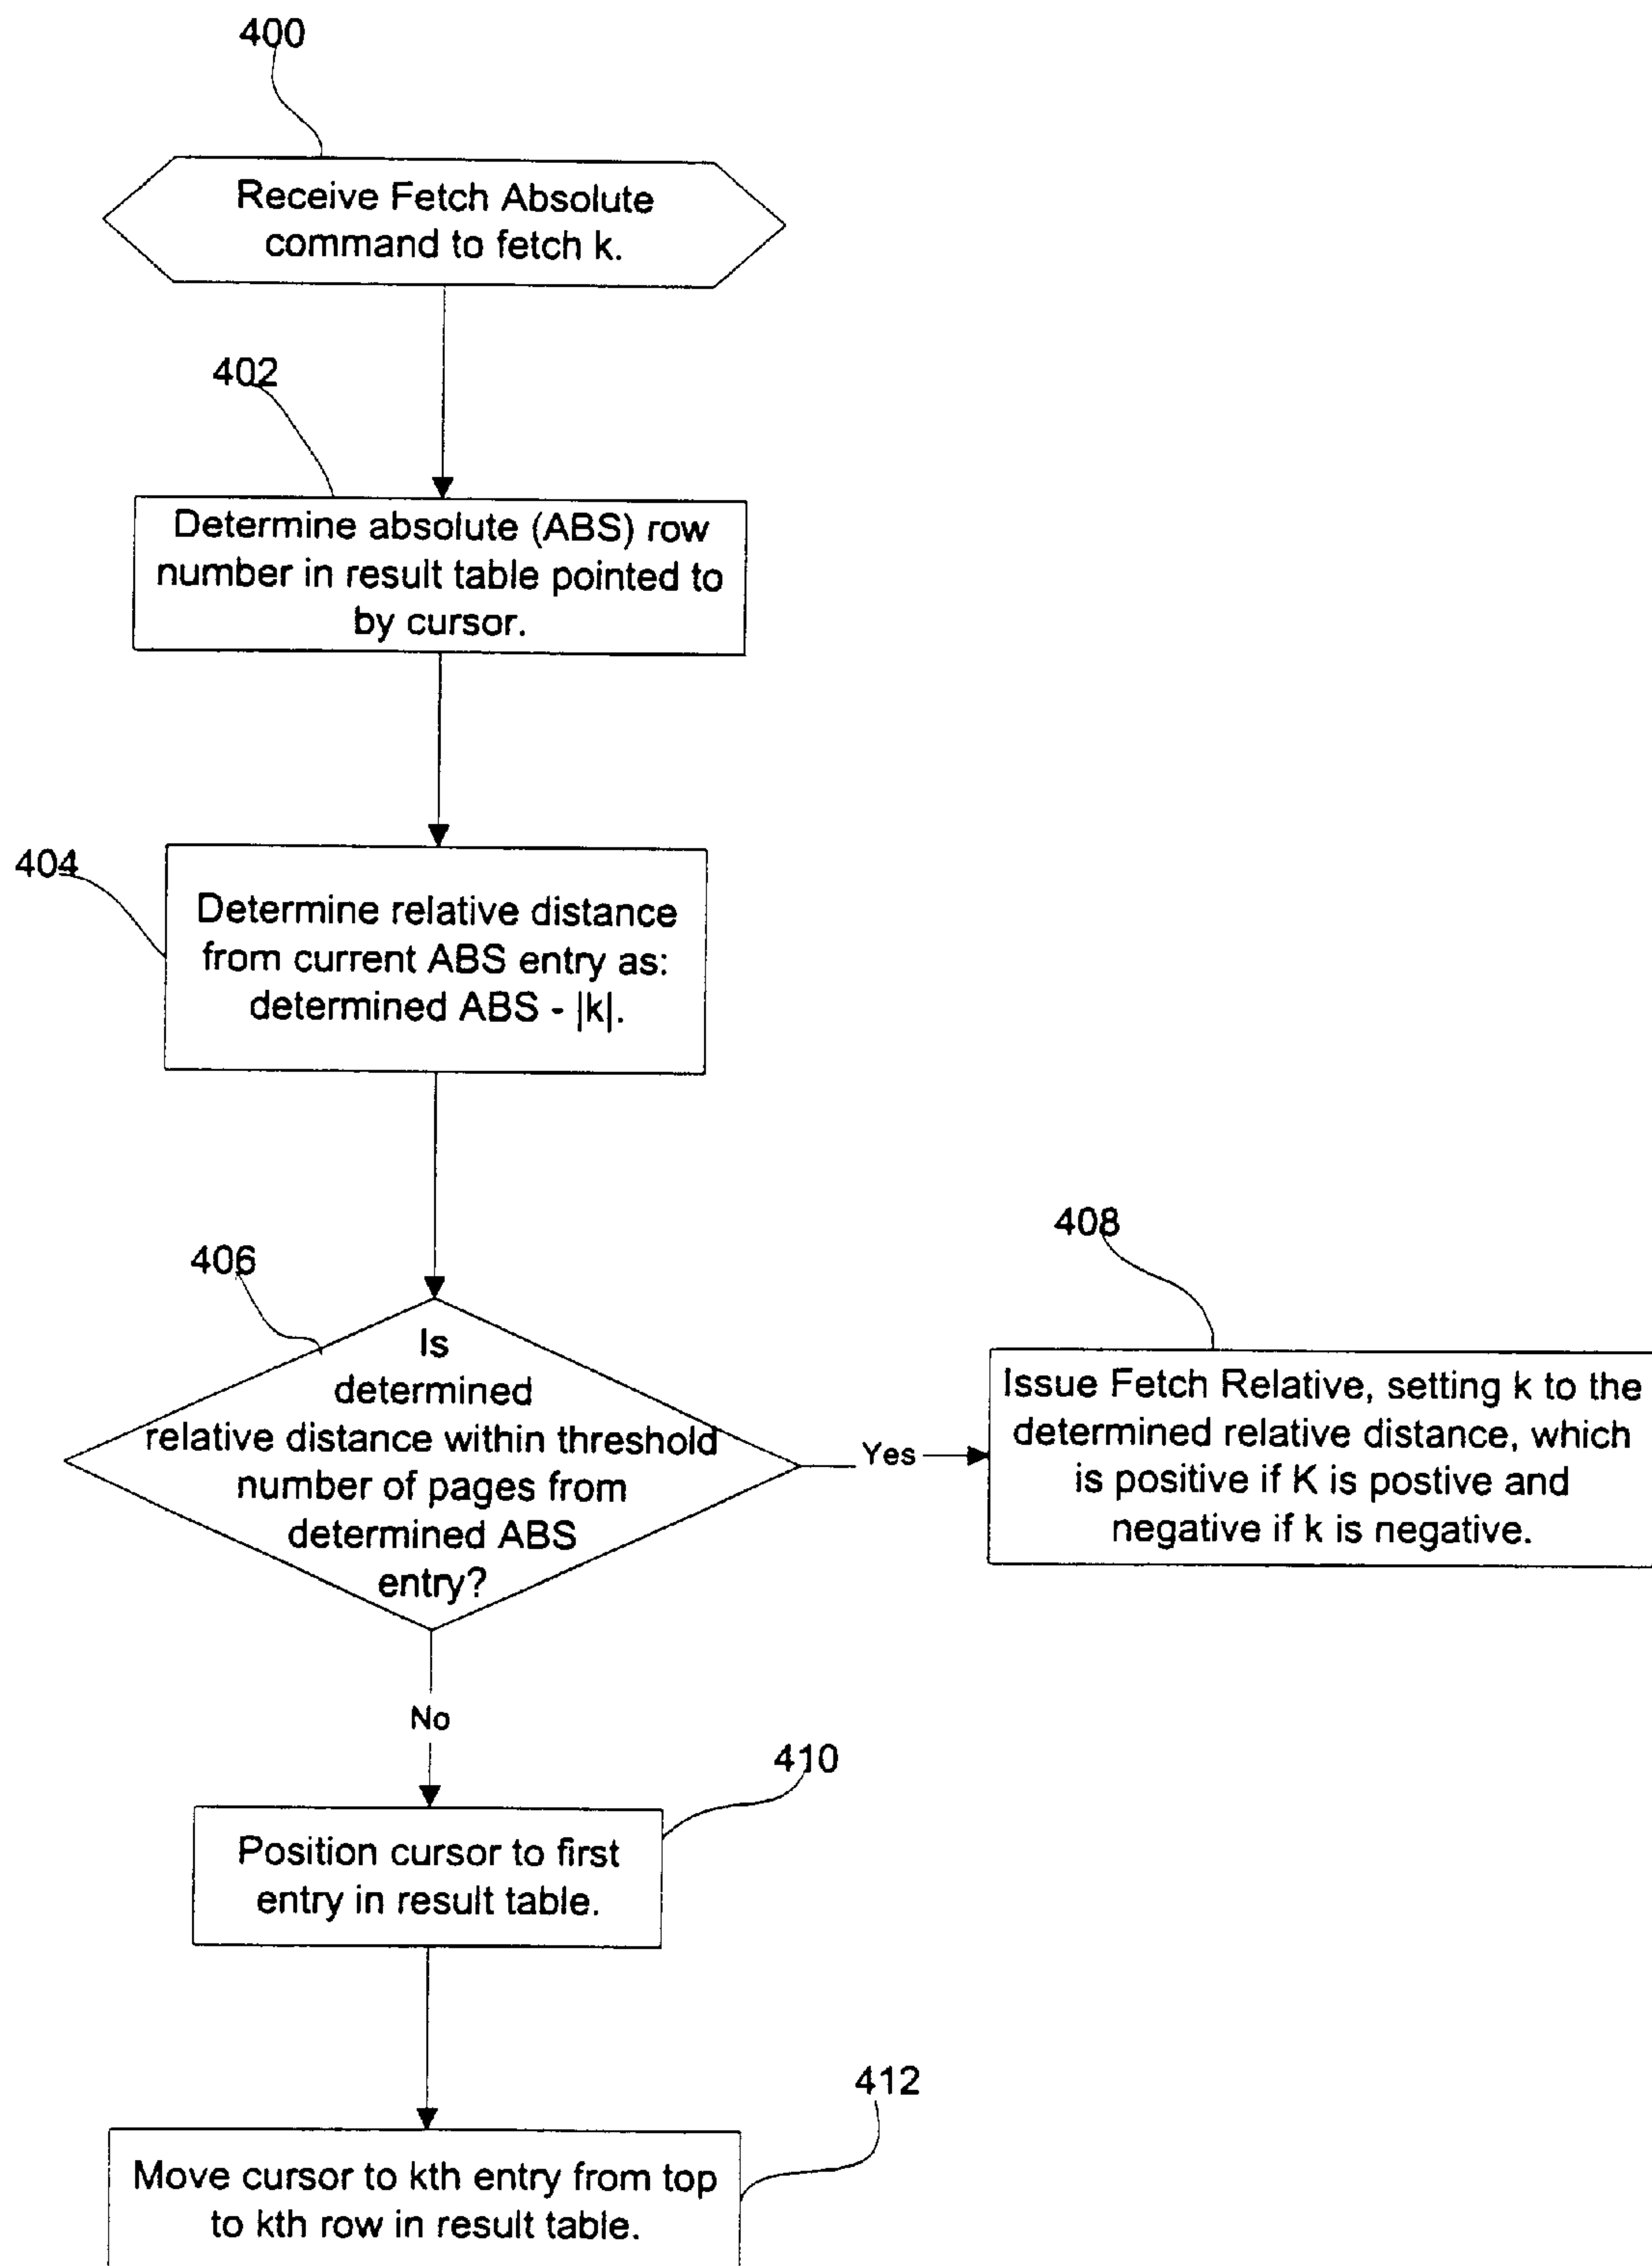 400
Receive Fetch Absolute
command to fetch k.
402
Determine absolute (ABS) row
number in result table pointed to
by cursor.
404
Determine relative distance
from current ABS entry as:
determined ABS - |k|.
406
Is
determined
relative distance within threshold
number of pages from
determined ABS
entry?
Yes
408
Issue Fetch Relative, setting k to the
determined relative distance, which
is positive if K is postive and
negative if k is negative.
No
410
Position cursor to first
entry in result table.
412
Move cursor to kth entry from top
to kth row in result table.